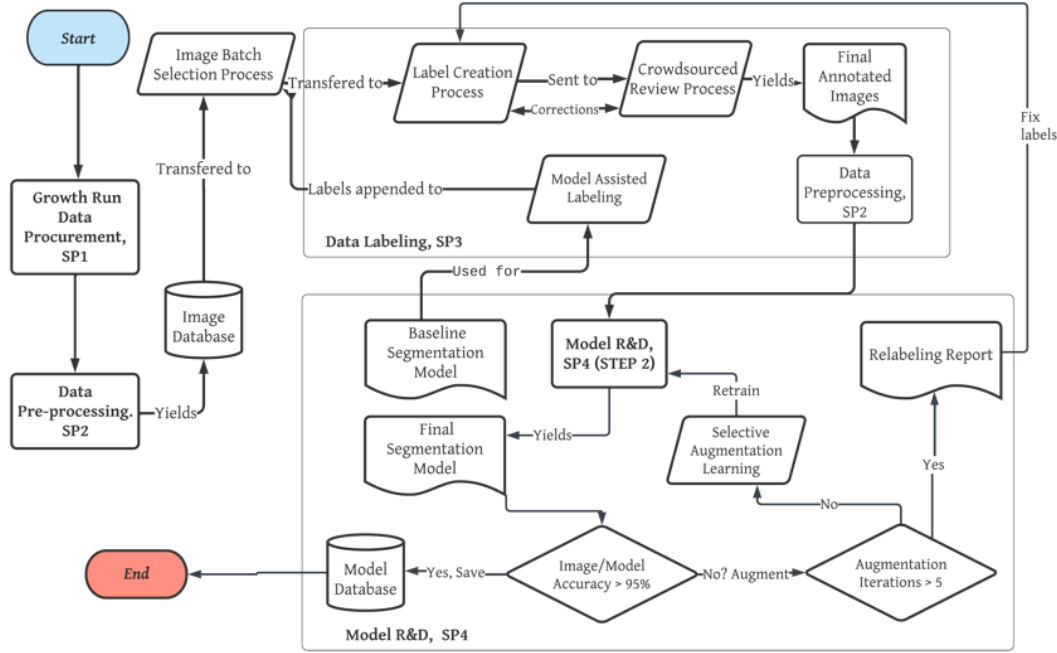 Start
Image Batch
Selection Process
Transfered to
Label Creation
Process
Sent to
Corrections
Crowdsourced
Review Process
Yields
Final
Annotated
Images
Fix
labels
Transfered to
Labels appended to
Model Assisted
Labeling
Data
Preprocessing,
SP2
Growth Run
Data
Procurement,
SP1
Data Labeling, SP3
Used for
Image
Database
Baseline
Segmentation
Model
Model R&D,
SP4 (STEP 2)
Relabeling Report
Data
Pre-processing.
SP2
Yields
Retrain
Final
Segmentation
Model
Yields
Selective
Augmentation
Learning
Yes
No
End
Model
Database
Yes, Save
Image/Model
Accuracy > 95%
No? Augment
Augmentation
Iterations > 5
Model R&D, SP4